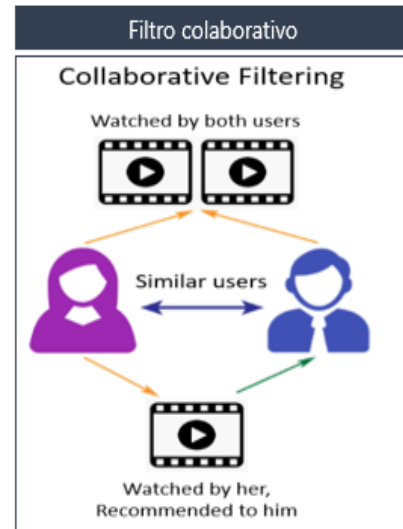 Filtro colaborativo
Collaborative Filtering
Watched by both users
Similar users
Watched by her,
Recommended to him